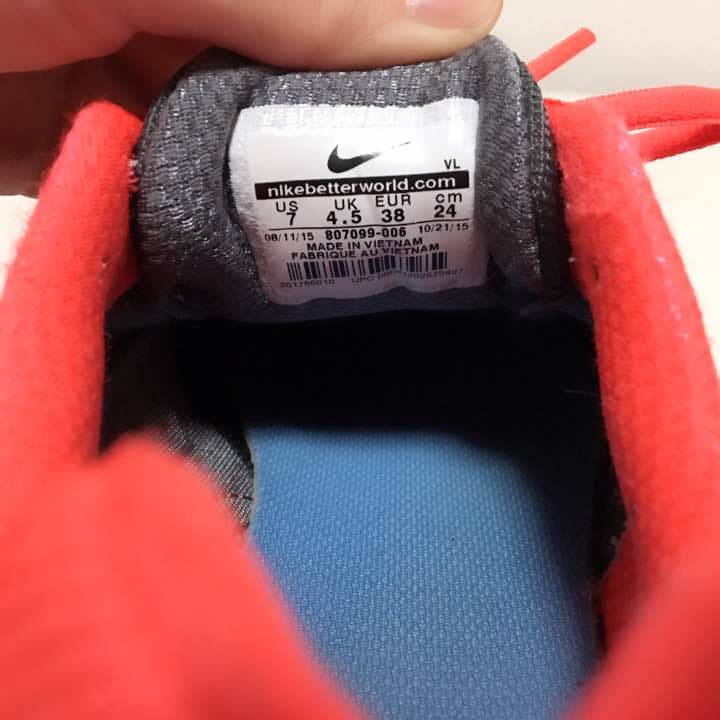 VL
nikebetterworld.com
US UK EUR cm
7 4.5 38 24
08/11/15 807099-006 10/21/15
MADE IN VIETNAM
FABRIQUE AU VIETNAM
UPC